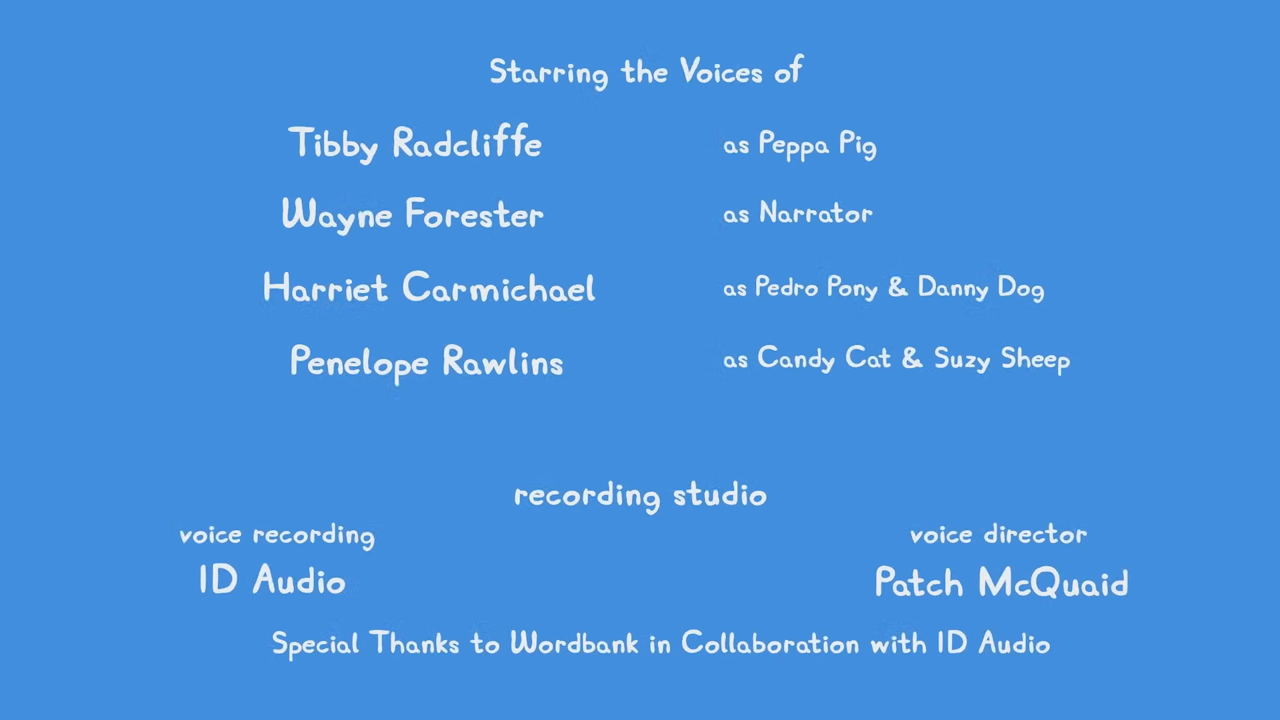 Starring the Voices of
Tibby Radcliffe as Peppa Pig
Wayne Forester as Narrator
Harriet Carmichael as Pedro Pony & Danny Dog
Penelope Rawlins as Candy Cat & Suzy Sheep
recording studio
voice recording voice director
ID Audio Patch McQuaid
Special Thanks to Wordbank in Collaboration with ID Audio